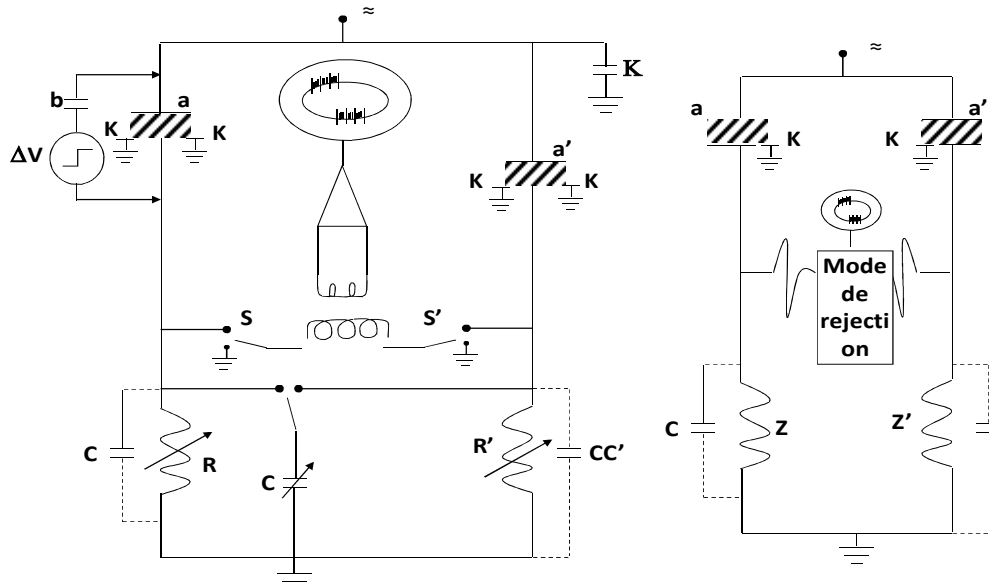 ≈
K
b
a
K
K
ΔV
a'
K
K
S
S'
C
R
C
R'
CC'
≈
a
K
a'
K
Mode
de
rejecti
on
C
Z
Z'